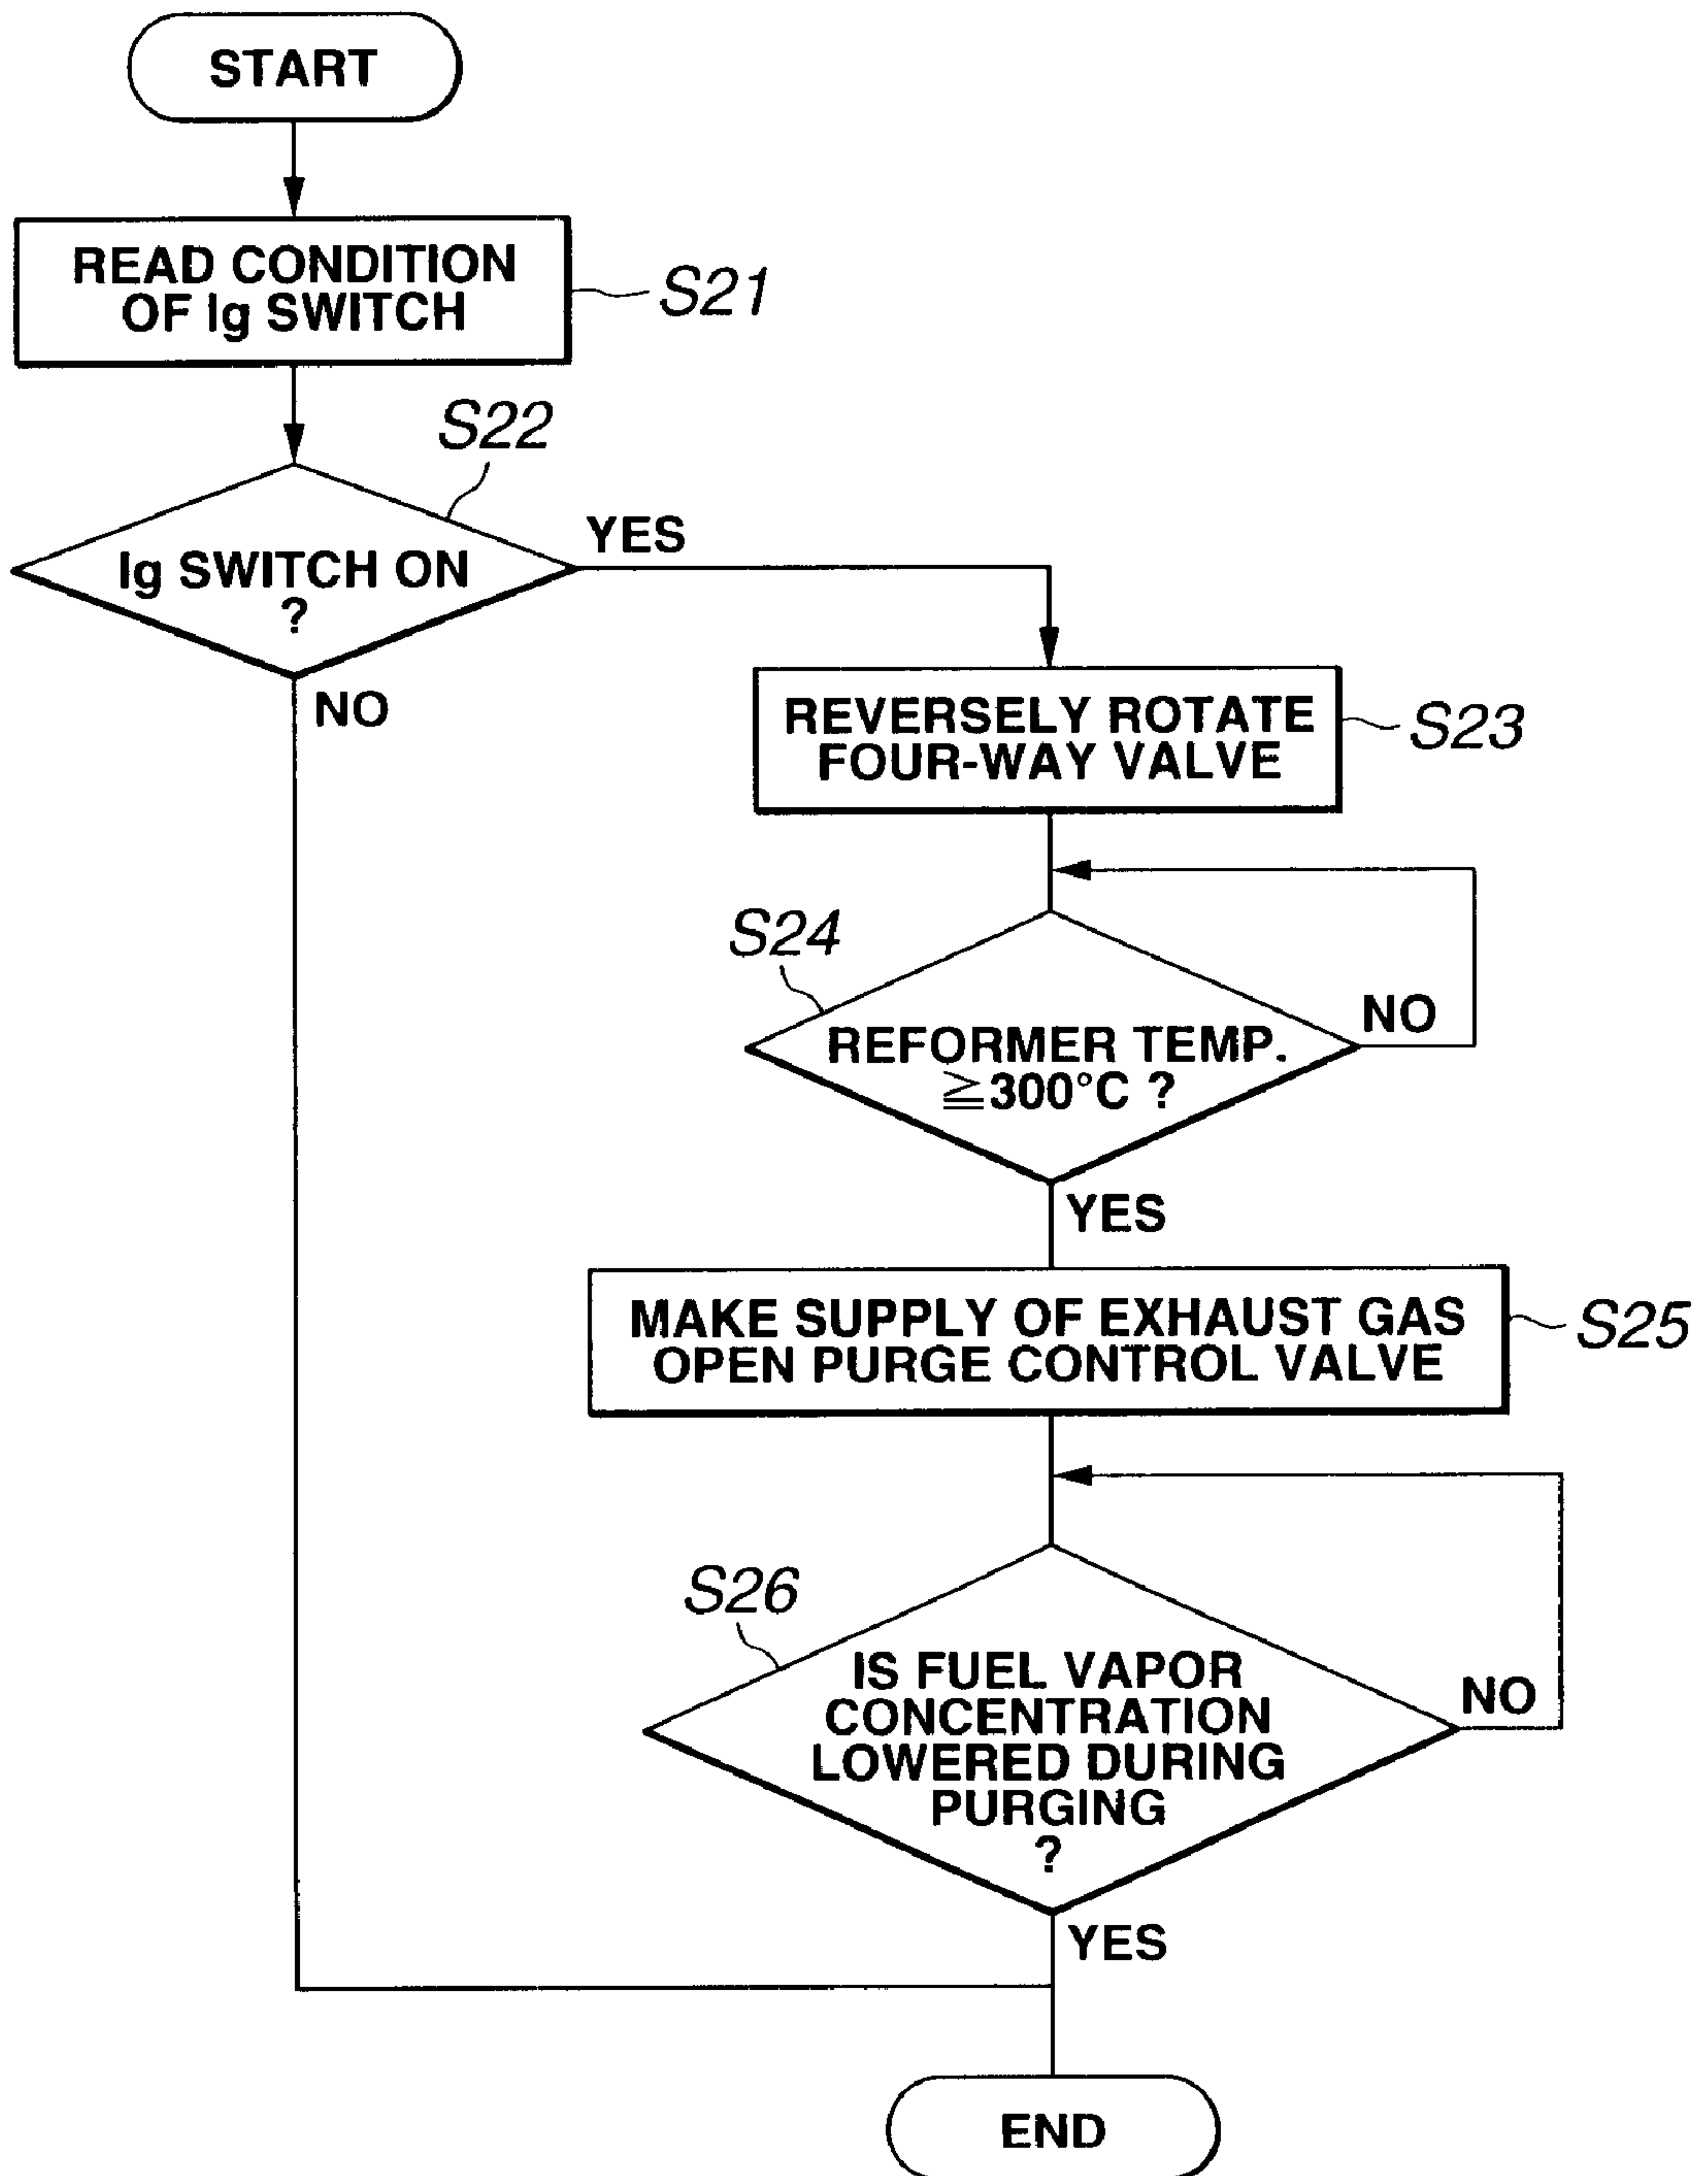 START
READ CONDITION
OF Ig SWITCH
S21
S22
Ig SWITCH ON
?
YES
NO
REVERSELY ROTATE
FOUR-WAY VALVE
S23
S24
REFORMER TEMP.
≧300°C ?
NO
YES
MAKE SUPPLY OF EXHAUST GAS
OPEN PURGE CONTROL VALVE
S25
S26
IS FUEL VAPOR
CONCENTRATION
LOWERED DURING
PURGING
?
NO
YES
END